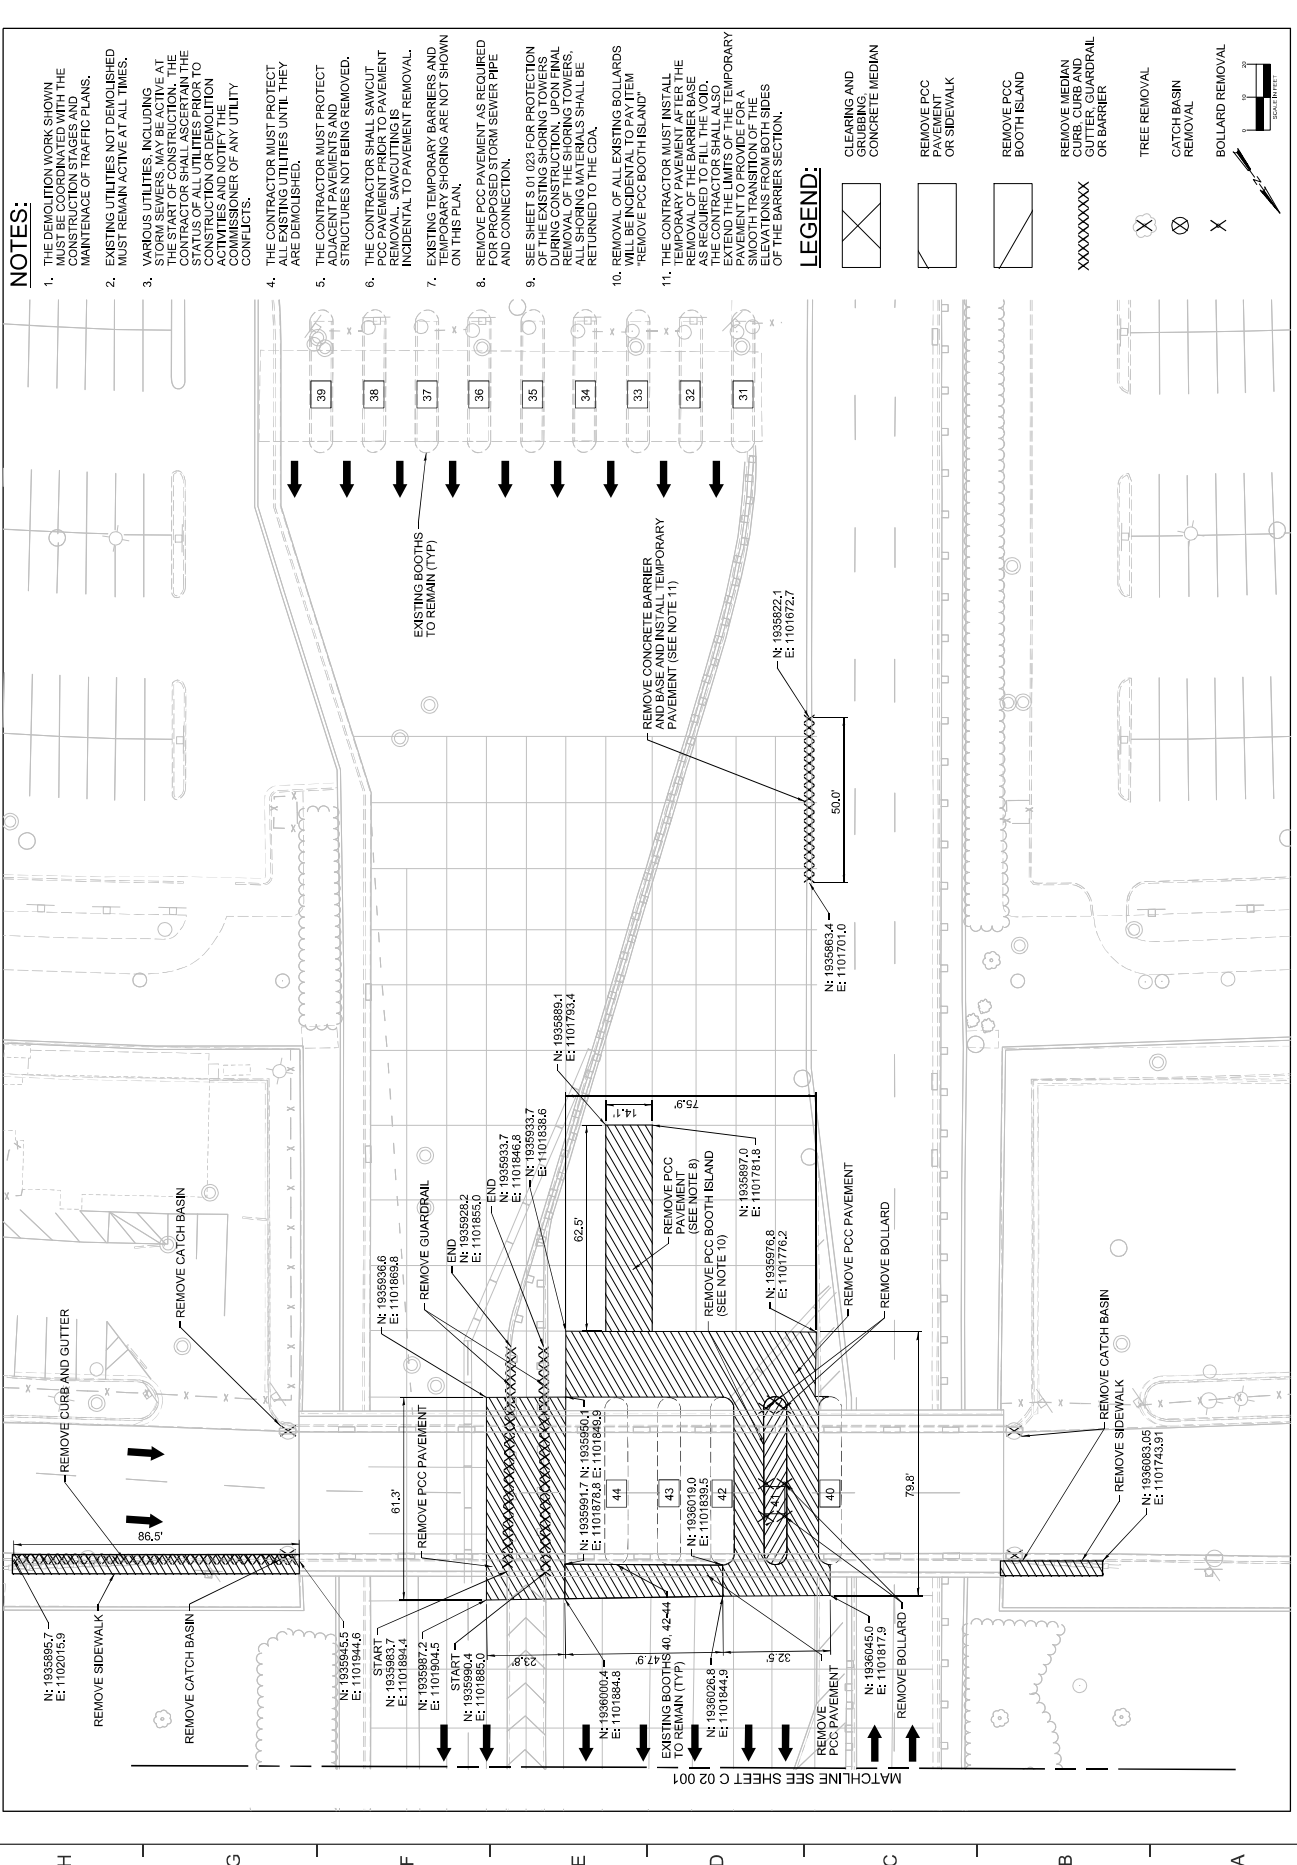 NOTES:
1. THE DEMOLITION WORK SHOWN
MUST BE COORDINATED WITH THE
CONSTRUCTION STAGES AND
MAINTENACE OF TRAFFIC PLANS.
2. EXISTING UTILITIES NOT DEMOLISHED
MUST REMAIN ACTIVE AT ALL TIMES.
3. VARIOUS UTILITIES, INCLUDING
STORM SEWERS, MAY BE ACTIVE AT
THE START OF CONSTRUCTION. THE
CONTRACTOR SHALL ASCERTAIN THE
STATUS OF ALL UTILITIES PRIOR TO
CONSTRUCTION OR DEMOLITION
ACTIVITIES AND NOTIFY THE
COMMISSIONER OF ANY UTILITY
CONFLICTS.
4. THE CONTRACTOR MUST PROTECT
ALL EXISTING UTILITIES UNTIL THEY
ARE DEMOLISHED.
5. THE CONTRACTOR MUST PROTECT
ADJACENT PAVEMENTS AND
STRUCTURES NOT BEING REMOVED.
6. THE CONTRACTOR SHALL SAWCUT
PCC PAVEMENT PRIOR TO PAVEMENT
REMOVAL. SAWCUTTING IS
INCIDENTAL TO PAVEMENT REMOVAL.
7. EXISTING TEMPORARY BARRIERS AND
TEMPORARY SHORING ARE NOT SHOWN
ON THIS PLAN.
8. REMOVE PCC PAVEMENT AS REQUIRED
FOR PROPOSED STORM SEWER PIPE
AND CONNECTION.
9. SEE SHEET S 01 023 FOR PROTECTION
OF THE EXISTING SHORING TOWERS
DURING CONSTRUCTION. UPON FINAL
REMOVAL OF THE SHORING TOWERS,
ALL SHORING MATERIALS SHALL BE
RETURNED TO THE CDA.
10. REMOVAL OF ALL EXISTING BOLLARDS
WILL BE INCIDENTAL TO PAY ITEM
"REMOVE PCC BOOTH ISLAND"
11. THE CONTRACTOR MUST INSTALL
TEMPORARY PAVEMENT AFTER THE
REMOVAL OF THE BARRIER BASE
AS REQUIRED TO FILL THE VOID.
THE CONTRACTOR SHALL ALSO
EXTEND THE LIMITS OF THE TEMPORARY
PAVEMENT TO PROVIDE FOR A
SMOOTH TRANSITION OF THE
ELEVATIONS FROM BOTH SIDES
OF THE BARRIER SECTION.
LEGEND:
CLEARING AND
GRUBBING,
CONCRETE MEDIAN
REMOVE PCC
PAVEMENT
OR SIDEWALK
REMOVE PCC
BOOTH ISLAND
REMOVE MEDIAN
CURB, CURB AND
GUTTER, GUARDRAIL
OR BARRIER
TREE REMOVAL
CATCH BASIN
REMOVAL
BOLLARD REMOVAL
0 10 20
SCALE IN FEET
39
38
37
36
35
34
33
32
31
EXISTING BOOTHS
TO REMAIN (TYP)
REMOVE CONCRETE BARRIER
AND BASE AND INSTALL TEMPORARY
PAVEMENT (SEE NOTE 11)
N: 1935822.1
E: 1101672.7
50.0'
N: 1935863.4
E: 1101701.0
N: 1935889.1
E: 1101793.4
75.9'
14.1'
62.5'
N: 1935933.7
E: 1101838.6
N: 1935933.7
E: 1101846.8
END
N: 1935928.2
E: 1101855.0
END
REMOVE GUARDRAIL
N: 1935936.6
E: 1101869.8
REMOVE PCC
PAVEMENT
(SEE NOTE 8)
N: 1935897.0
E: 1101781.8
REMOVE PCC BOOTH ISLAND
(SEE NOTE 10)
N: 1935976.8
E: 1101776.2
REMOVE PCC PAVEMENT
REMOVE BOLLARD
REMOVE CATCH BASIN
REMOVE CURB AND GUTTER
98.5'
N: 1935895.7
E: 1102015.9
REMOVE SIDEWALK
REMOVE CATCH BASIN
N: 1935945.5
E: 1101944.6
61.3'
REMOVE PCC PAVEMENT
START
N: 1935983.7
E: 1101894.4
N: 1935987.2
E: 1101904.5
START
N: 1935990.4
E: 1101885.0
23.8'
N: 1935991.7
E: 1101878.8
N: 1935950.1
E: 1101849.9
44
43
42
41
40
N: 1936019.0
E: 1101839.5
N: 1936000.4
E: 1101884.8
47.9'
EXISTING BOOTHS 40, 42-44
TO REMAIN (TYP)
N: 1936026.8
E: 1101844.9
32.5'
REMOVE
PCC PAVEMENT
N: 1936045.0
E: 1101817.9
REMOVE BOLLARD
79.8'
REMOVE CATCH BASIN
REMOVE SIDEWALK
N: 1936083.05
E: 1101743.91
MATCHLINE SEE SHEET C 02 001
H
G
F
E
D
C
B
A